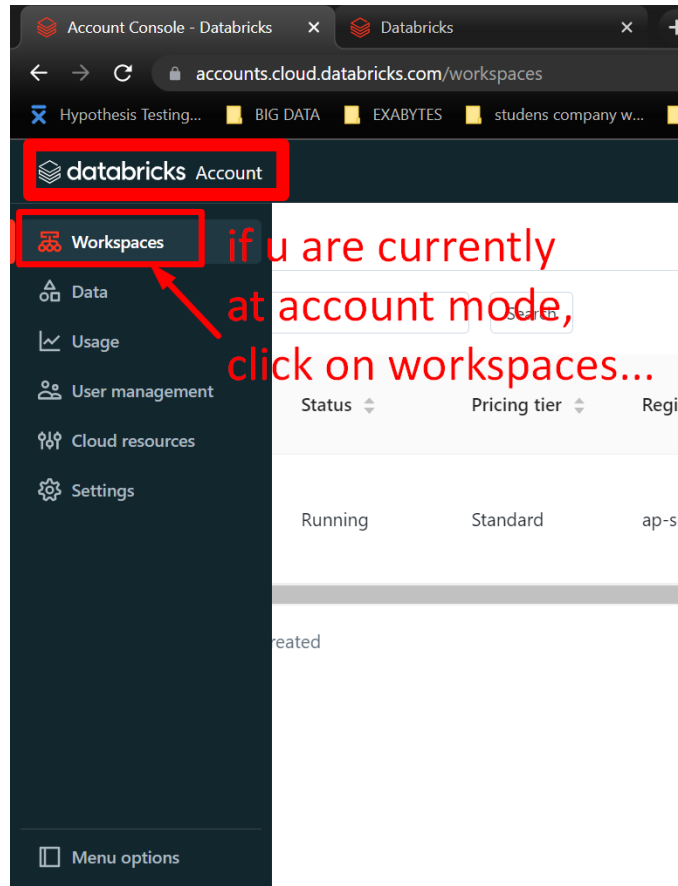 Account Console - Databricks
Databricks
accounts.cloud.databricks.com/workspaces
Hypothesis Testing... BIG DATA EXABYTES studens company w...
databricks Account
Workspaces
if u are currently
Data
at account mode,
Search
Usage
click on workspaces...
User management
Status Pricing tier Regi
Cloud resources
Settings
Running Standard ap-s
reated
Menu options